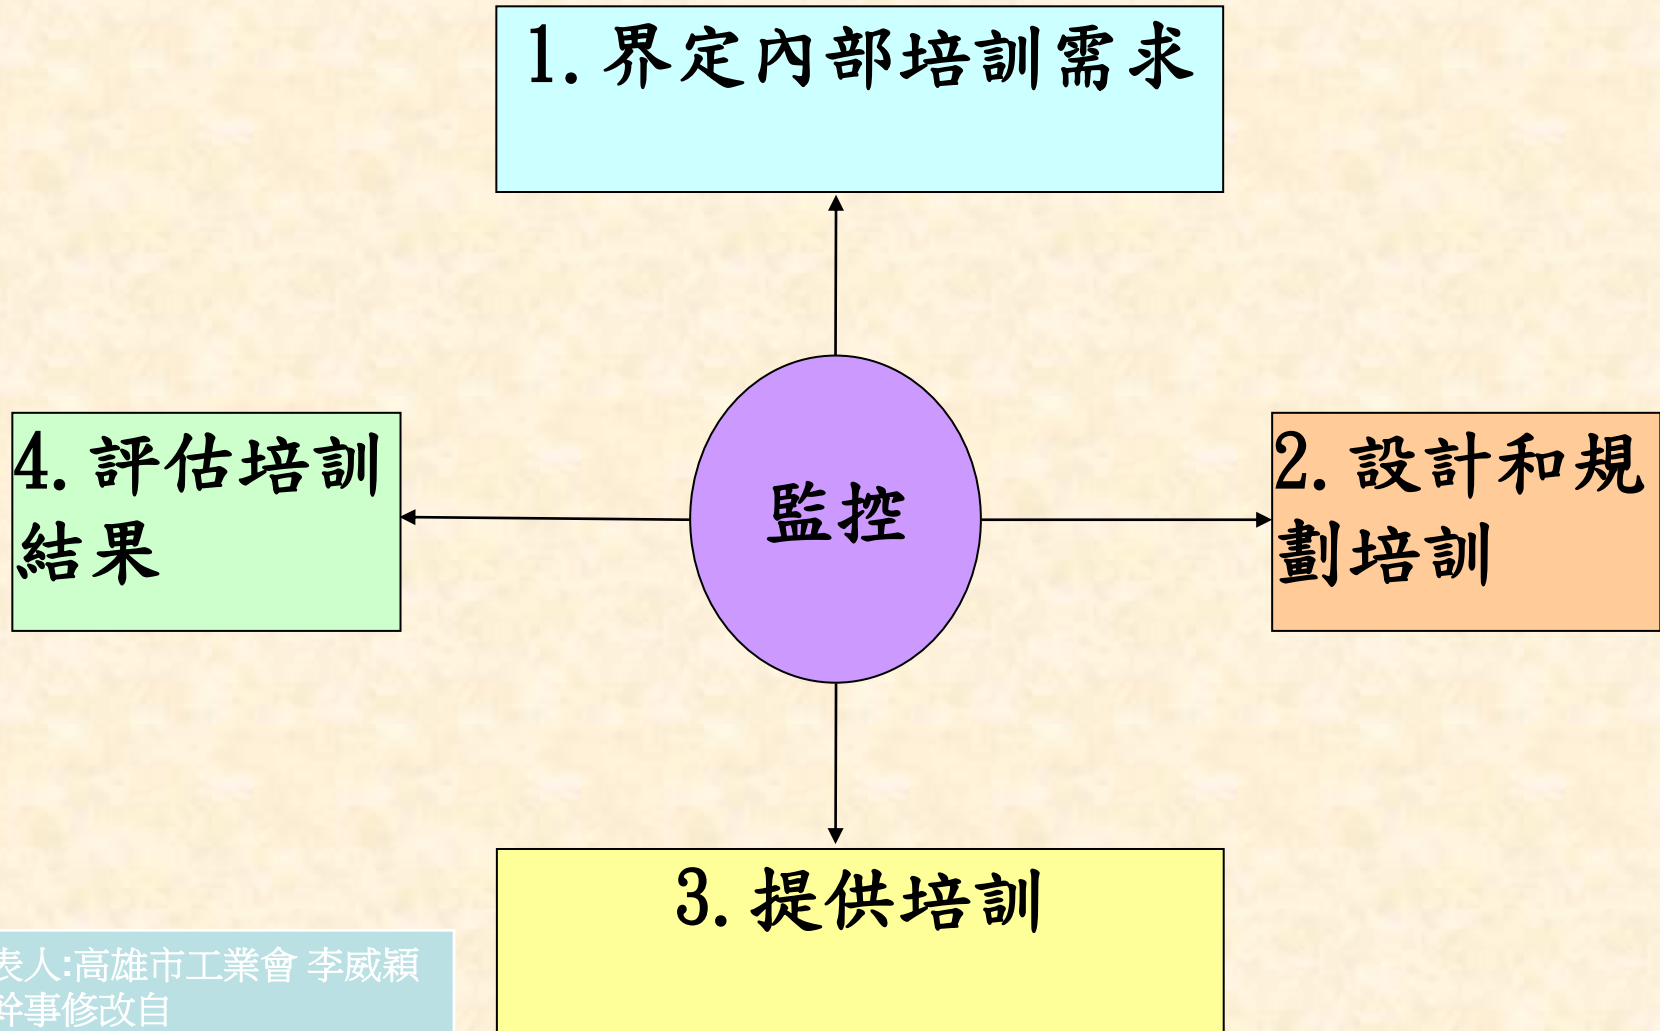 1.界定內部培訓需求
4.評估培訓
結果
監控
2.設計和規
劃培訓
3.提供培訓
表人:高雄市工業會 李威穎
幹事修改自